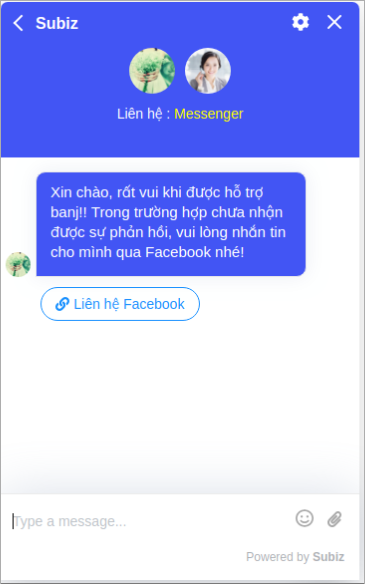 Subiz
Liên hệ : Messenger
Xin chào, rất vui khi được hỗ trợ
banj!! Trong trường hợp chưa nhận
được sự phản hồi, vui lòng nhắn tin
cho mình qua Facebook nhé!
Liên hệ Facebook
Type a message...
Powered by Subiz